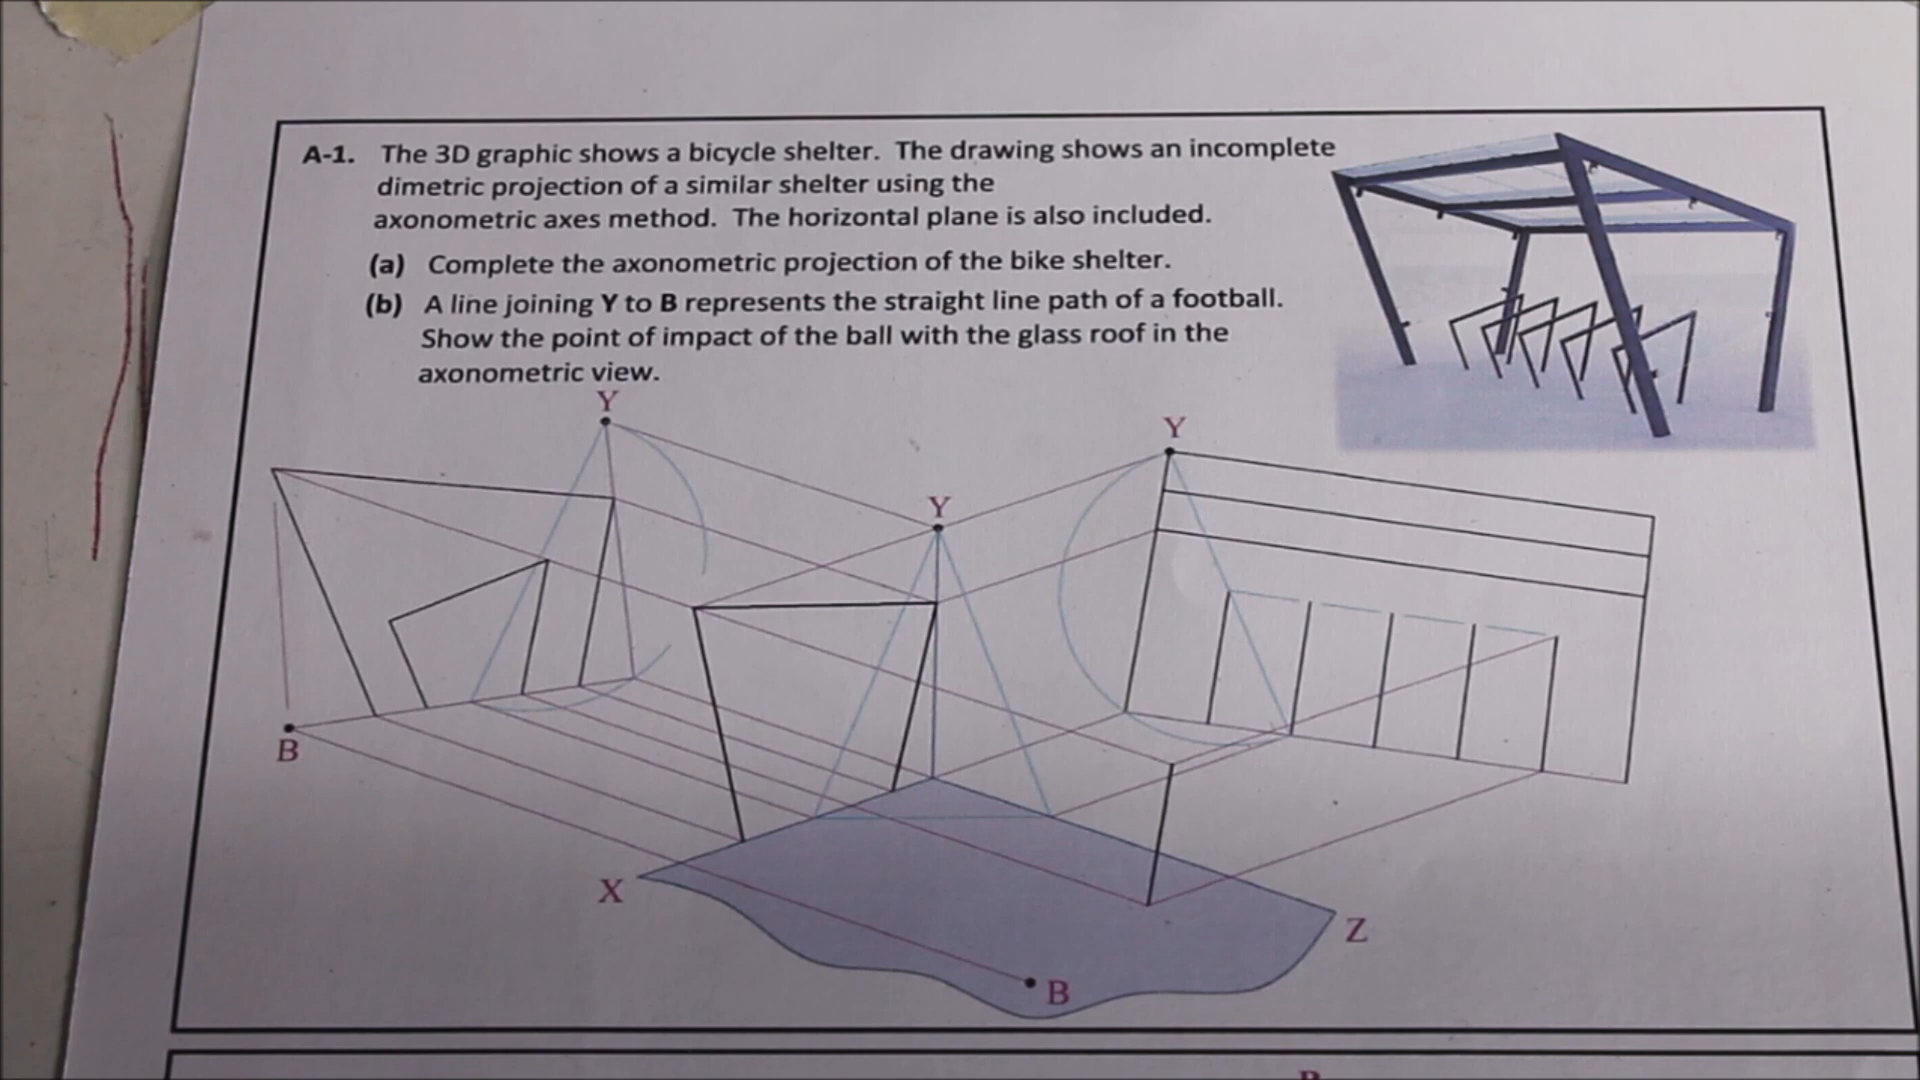 A-1. The 3D graphic shows a bicycle shelter. The drawing shows an incomplete
dimetric projection of a similar shelter using the
axonometric axes method. The horizontal plane is also included.
(a) Complete the axonometric projection of the bike shelter.
(b) A line joining Y to B represents the straight line path of a football.
Show the point of impact of the ball with the glass roof in the
axonometric view.
Y
Y
Y
B
X
Z
B